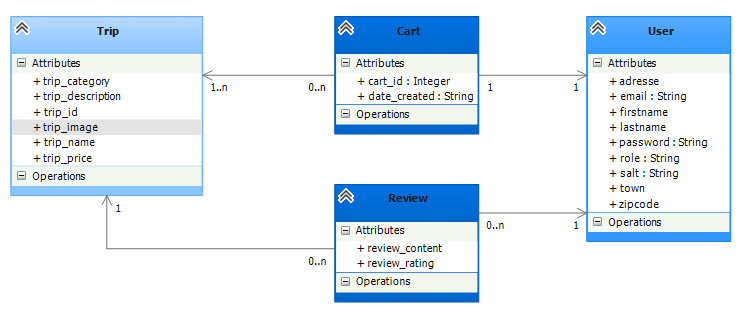 Trip
Attributes
+ trip_category
+ trip_description
+ trip_id
+ trip_image
+ trip_name
+ trip_price
Operations
1..n
0..n
Cart
Attributes
+ cart_id : Integer
+ date_created : String
Operations
1
1
User
Attributes
+ adresse
+ email : String
+ firstname
+ lastname
+ password : String
+ role : String
+ salt : String
+ town
+ zipcode
Operations
1
0..n
Review
Attributes
+ review_content
+ review_rating
Operations
0..n
1